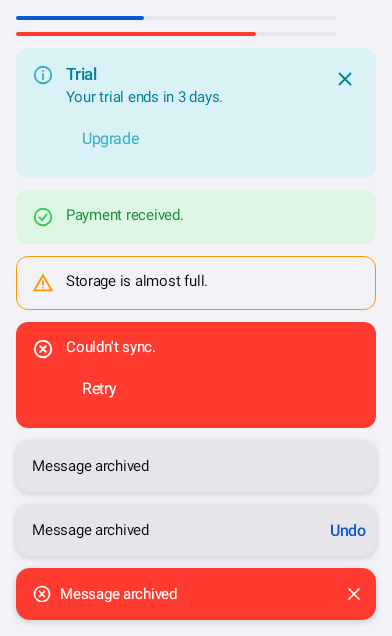 Trial
Your trial ends in 3 days.
Upgrade
Payment received.
Storage is almost full.
Couldn't sync.
Retry
Message archived
Message archived Undo
Message archived